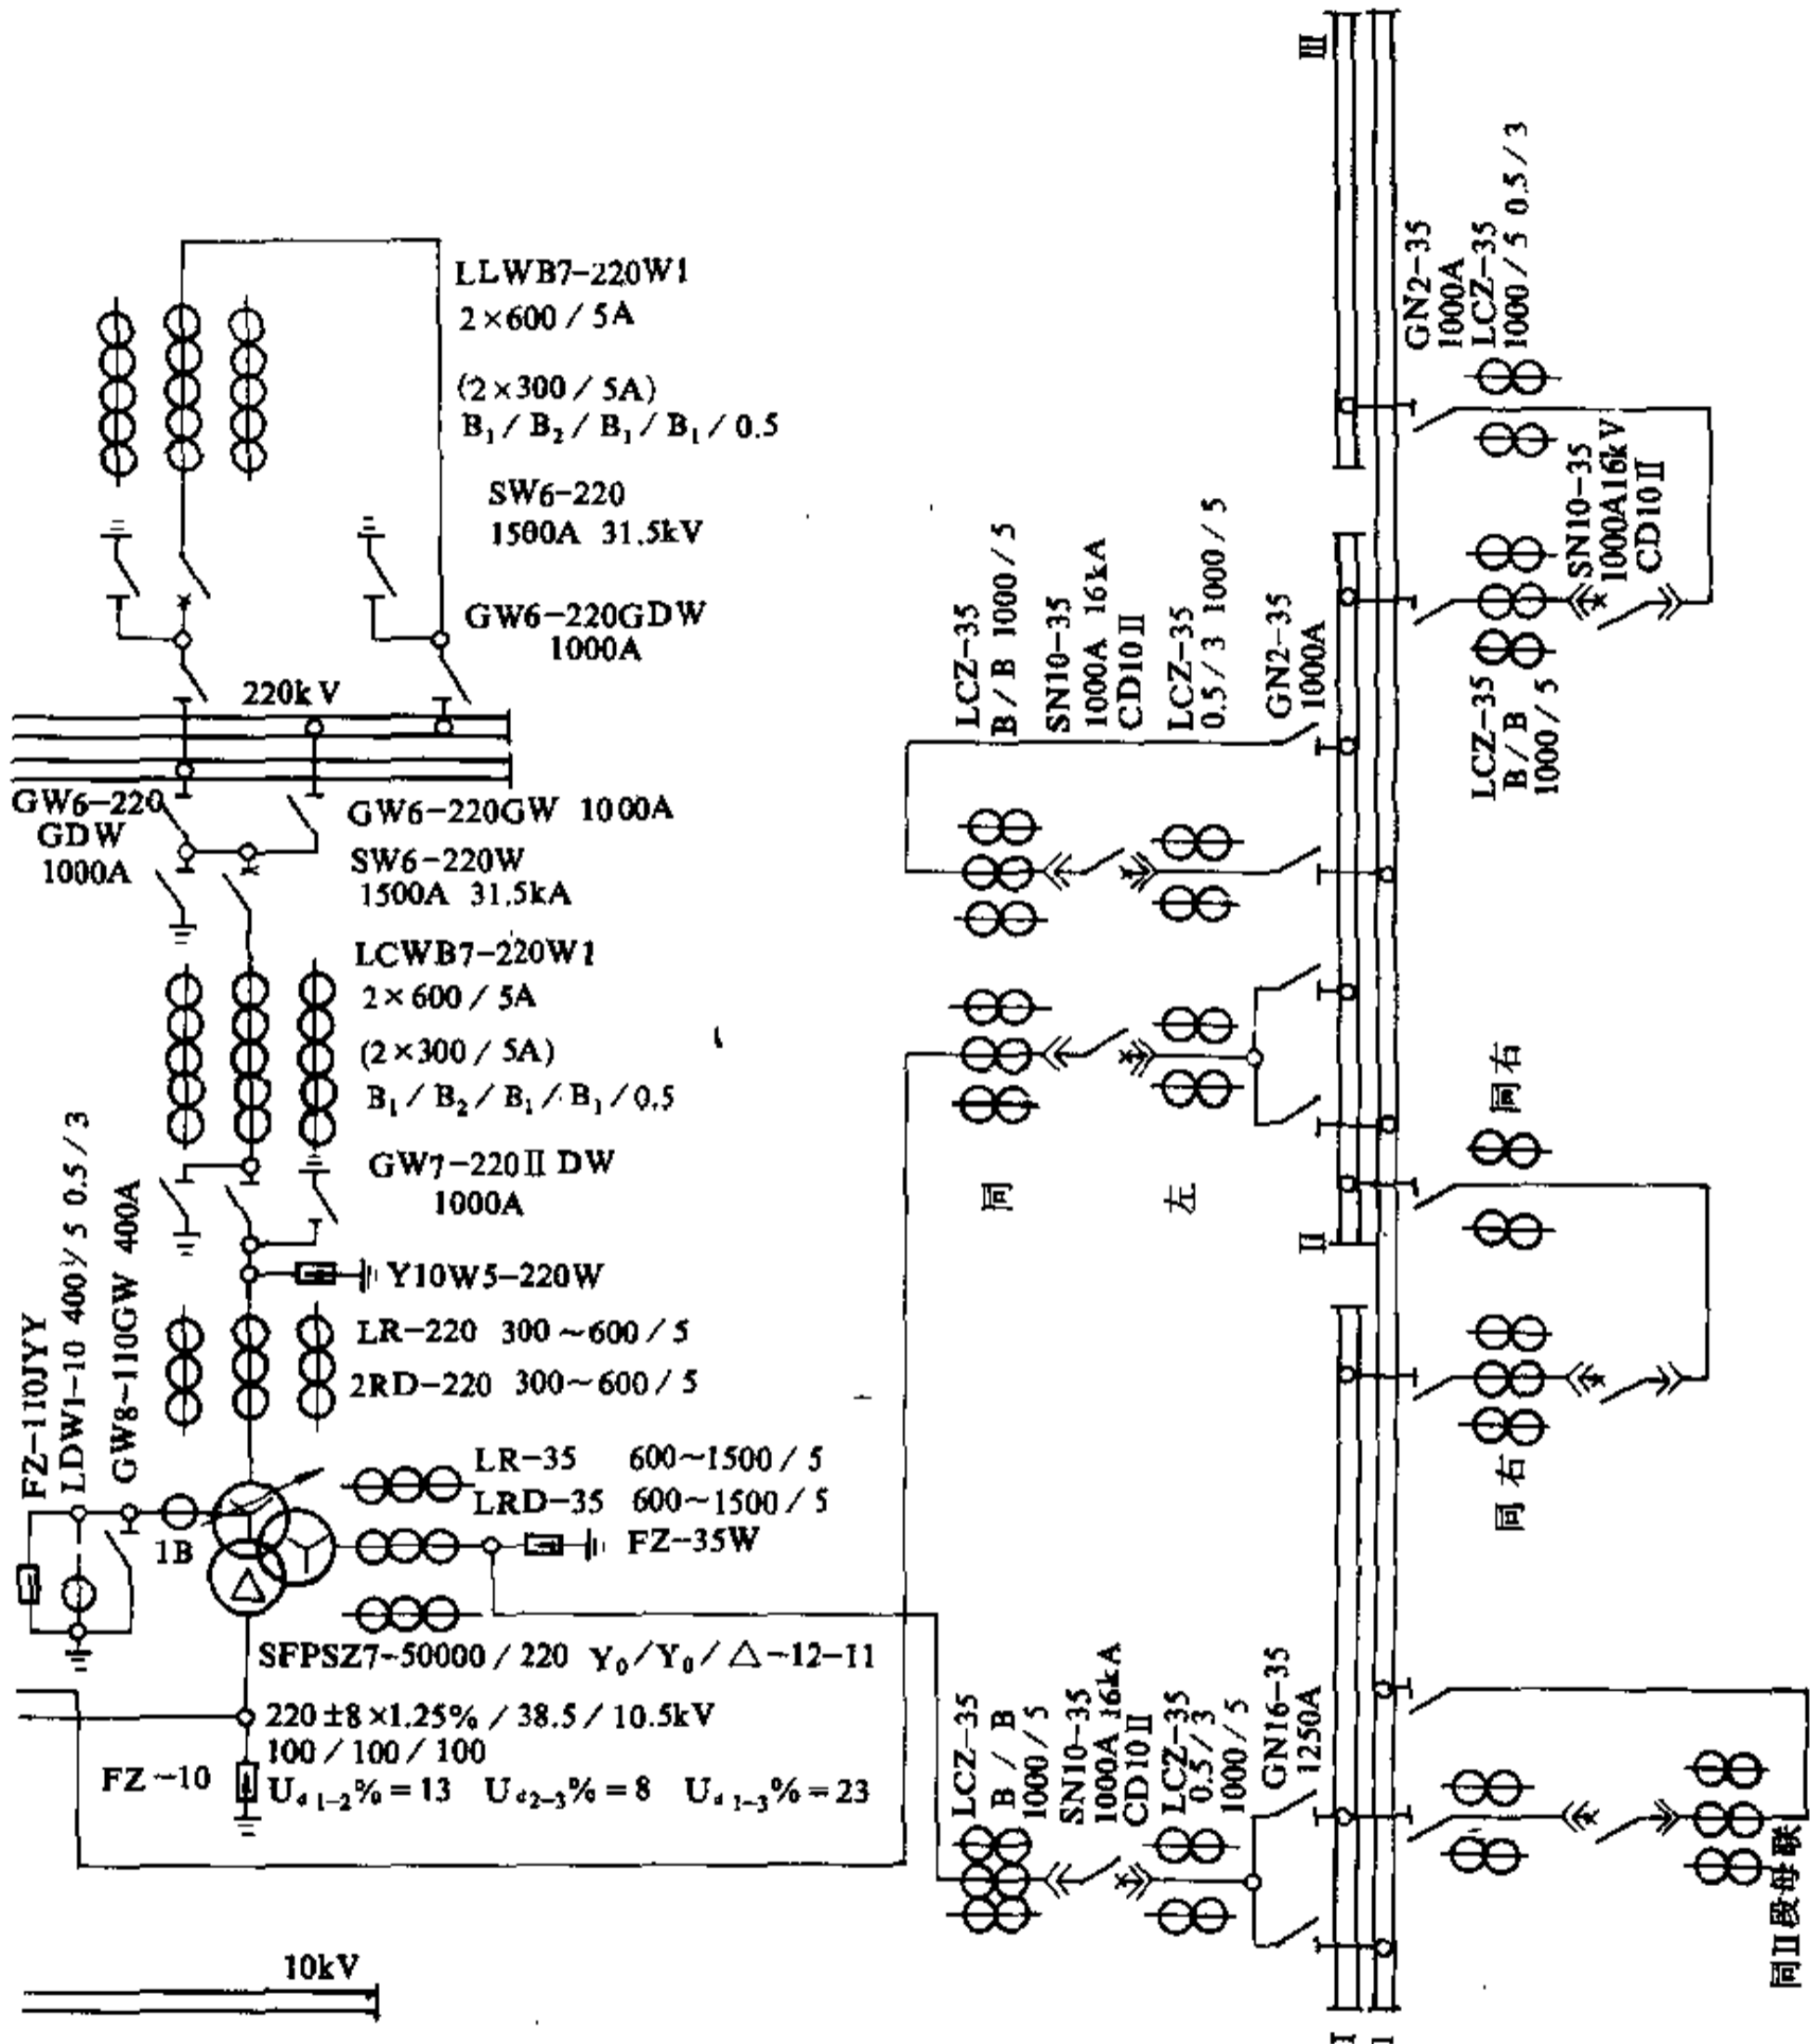 LLWB7-220W1
2×600/5A
(2×300/5A)
B₁/B₂/B₁/B₁/0.5
SW6-220
1500A 31.5kV
GW6-220GDW
1000A
220kV
GW6-220
GDW
1000A
GW6-220GW 1000A
SW6-220W
1500A 31.5kA
LCWB7-220W1
2×600/5A
(2×300/5A)
B₁/B₂/B₁/B₁/0.5
GW7-220Ⅱ DW
1000A
Y10W5-220W
LR-220 300~600/5
2RD-220 300~600/5
FZ-110JYY
LDW1-10 400/5 0.5/3
GW8-110GW 400A
1B
LR-35 600~1500/5
LRD-35 600~1500/5
FZ-35W
SFPSZ7-50000/220 Y₀/Y₀/△-12-11
220±8×1.25%/38.5/10.5kV
100/100/100
FZ-10
U𝑑₁₋₂%=13 U𝑑₂₋₃%=8 U𝑑₁₋₃%=23
10kV
LCZ-35
B/B 1000/5
SN10-35
1000A 16kA
CD10Ⅱ
LCZ-35
0.5/3 1000/5
GN2-35
1000A
同
左
LCZ-35
B/B
1000/5
SN10-35
1000A 16kA
CD10Ⅱ
LCZ-35
0.5/3
1000/5
GN16-35
1250A
Ⅲ
Ⅱ
GN2-35
1000A
LCZ-35
1000/5 0.5/3
SN10-35
1000A16kV
CD10Ⅱ
LCZ-35
B/B
1000/5
同右
同右
同Ⅱ段母联